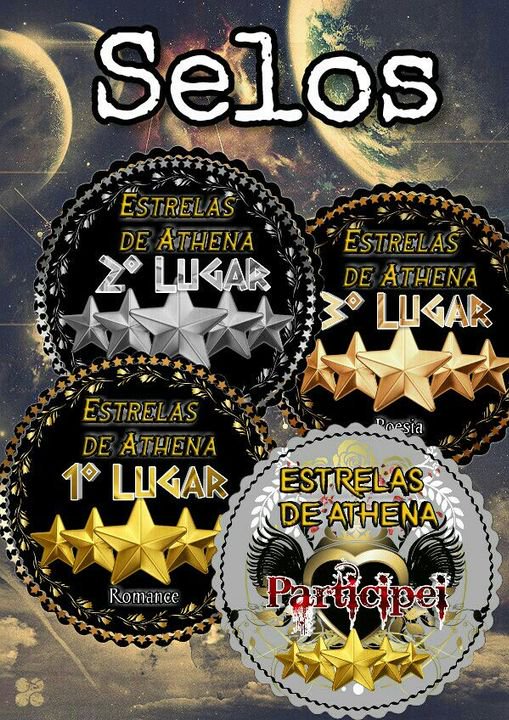 Selos
ESTRELAS
DE ATHENA
2º LUGAR
ESTRELAS
DE ATHENA
3º LUGAR
Poesia
ESTRELAS
DE ATHENA
1º LUGAR
Romance
ESTRELAS
DE ATHENA
Participei